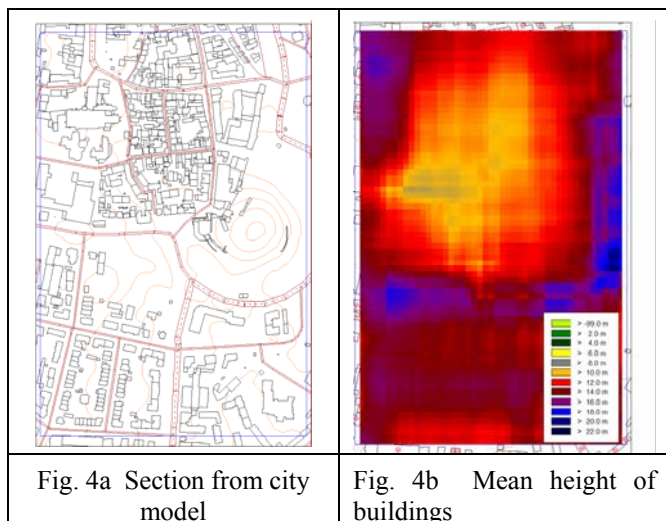 > -99.0 m
> 2.0 m
> 4.0 m
> 6.0 m
> 8.0 m
> 10.0 m
> 12.0 m
> 14.0 m
> 16.0 m
> 18.0 m
> 20.0 m
> 22.0 m
Fig. 4a Section from city
model
Fig. 4b Mean height of
buildings